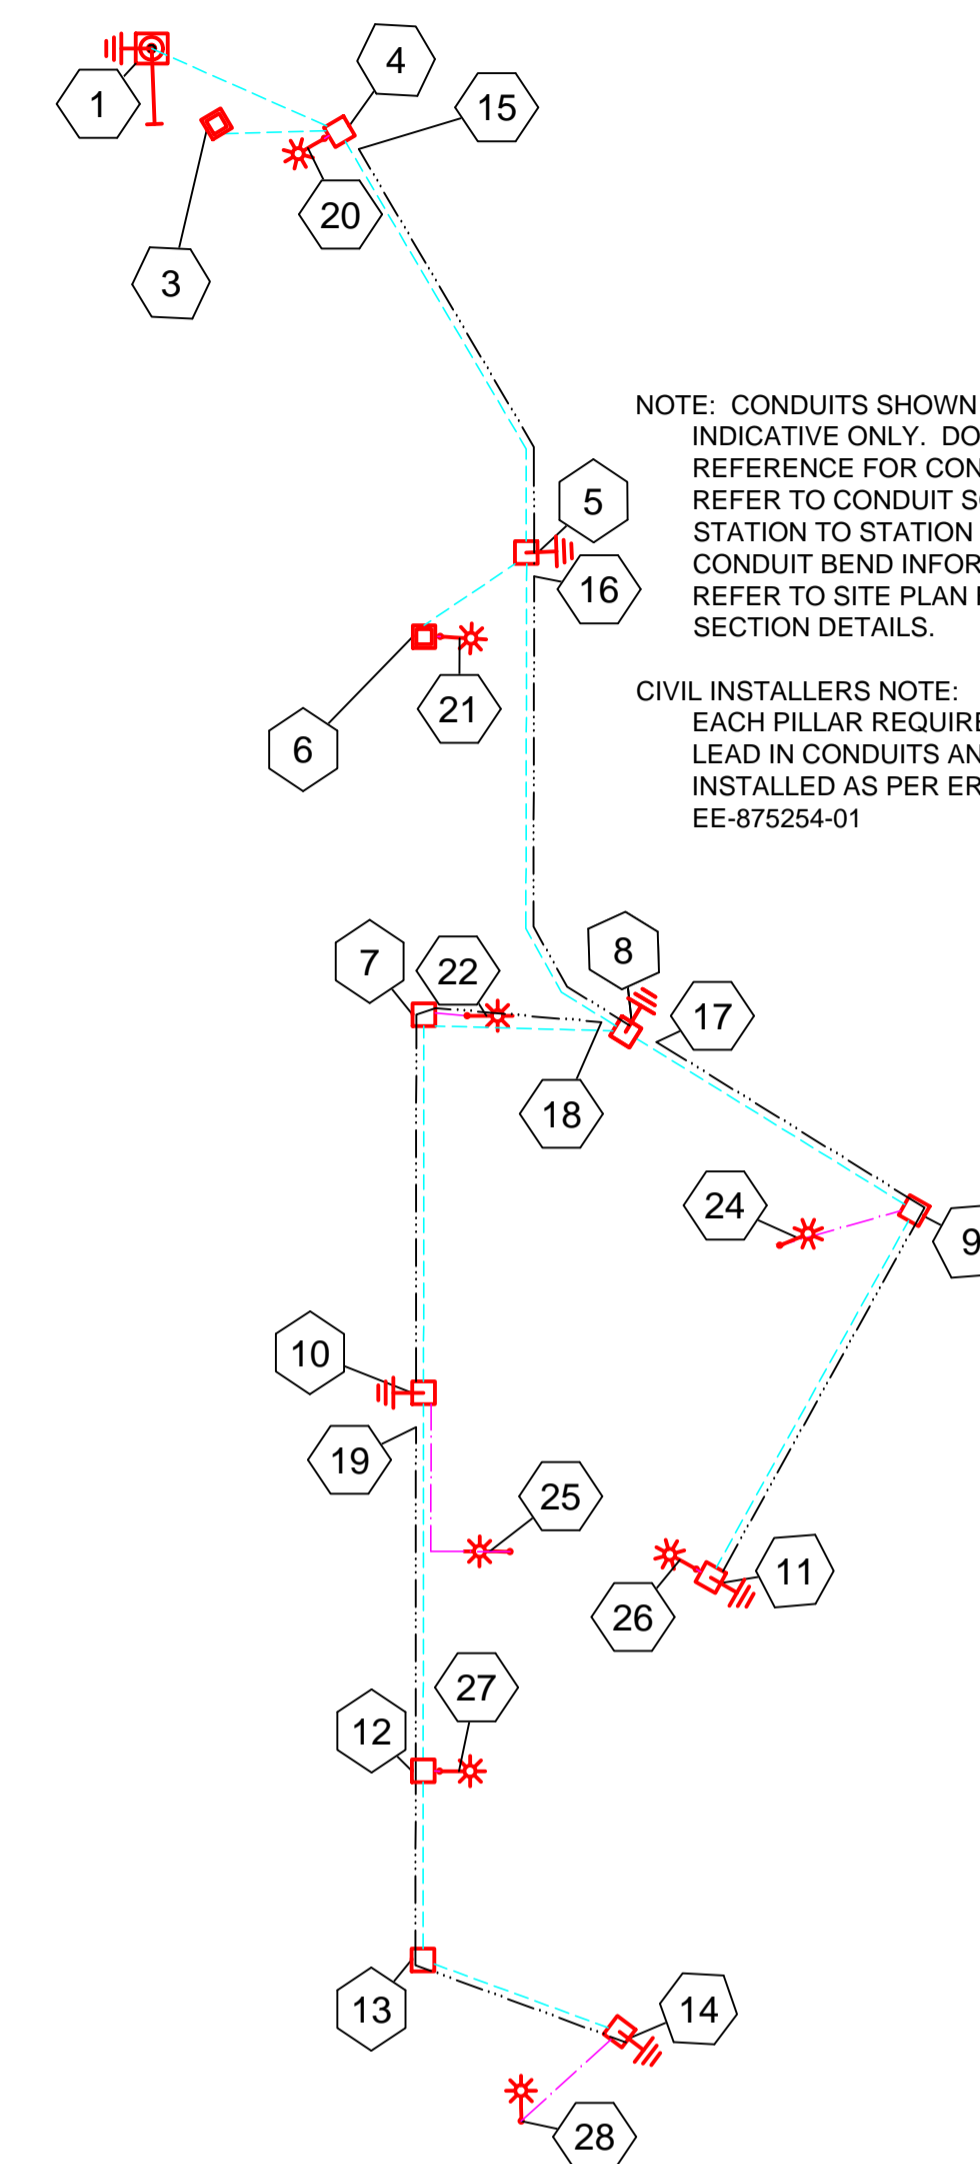 4
1
15
20
3
NOTE: CONDUITS SHOWN
INDICATIVE ONLY. DO
REFERENCE FOR CON
REFER TO CONDUIT
STATION TO STATION
CONDUIT BEND INFOR
REFER TO SITE PLAN
SECTION DETAILS.
5
16
21
6
CIVIL INSTALLERS NOTE:
EACH PILLAR REQUIRE
LEAD IN CONDUITS AN
INSTALLED AS PER ER
EE-875254-01
8
7
22
17
18
24
9
10
19
25
11
26
27
12
13
14
28